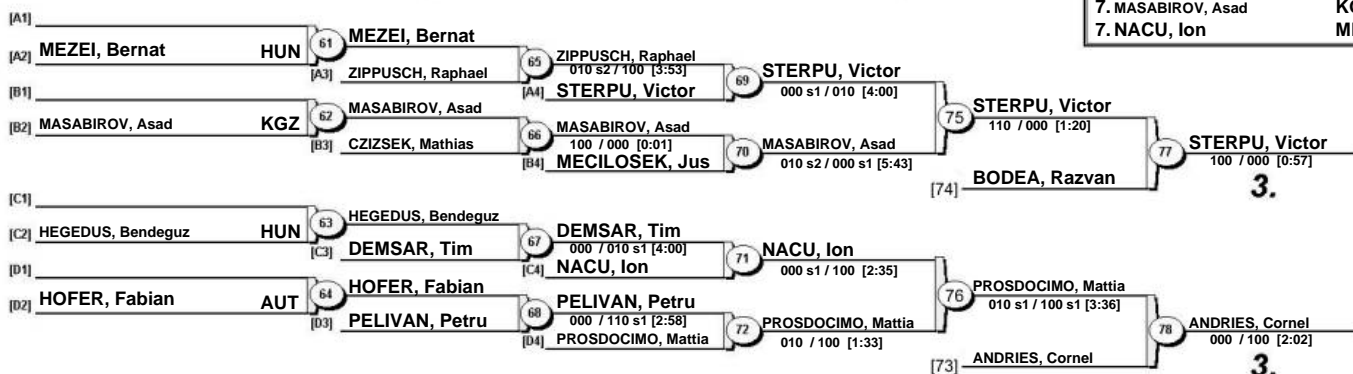 7. MASABIROV, Asad
7. NACU, Ion
[A1]
[A2] MEZEI, Bernat HUN
[B1]
[B2] MASABIROV, Asad KGZ
[C1]
[C2] HEGEDUS, Bendeguz HUN
[D1]
[D2] HOFER, Fabian AUT
61 MEZEI, Bernat
[A3] ZIPPUSCH, Raphael
62 MASABIROV, Asad
[B3] CZIZSEK, Mathias
63 HEGEDUS, Bendeguz
[C3] DEMSAR, Tim
64 HOFER, Fabian
[D3] PELIVAN, Petru
65 ZIPPUSCH, Raphael
010 s2 / 100 [3:53]
[A4] STERPU, Victor
66 MASABIROV, Asad
100 / 000 [0:01]
[B4] MECILOSEK, Jus
67 DEMSAR, Tim
000 / 010 s1 [4:00]
[C4] NACU, Ion
68 PELIVAN, Petru
000 / 110 s1 [2:58]
[D4] PROSDOCIMO, Mattia
69 STERPU, Victor
000 s1 / 010 [4:00]
70 MASABIROV, Asad
010 s2 / 000 s1 [5:43]
71 NACU, Ion
000 s1 / 100 [2:35]
72 PROSDOCIMO, Mattia
010 / 100 [1:33]
75 STERPU, Victor
110 / 000 [1:20]
[74] BODEA, Razvan
76 PROSDOCIMO, Mattia
010 s1 / 100 s1 [3:36]
[73] ANDRIES, Cornel
77 STERPU, Victor
100 / 000 [0:57]
3.
78 ANDRIES, Cornel
000 / 100 [2:02]
3.